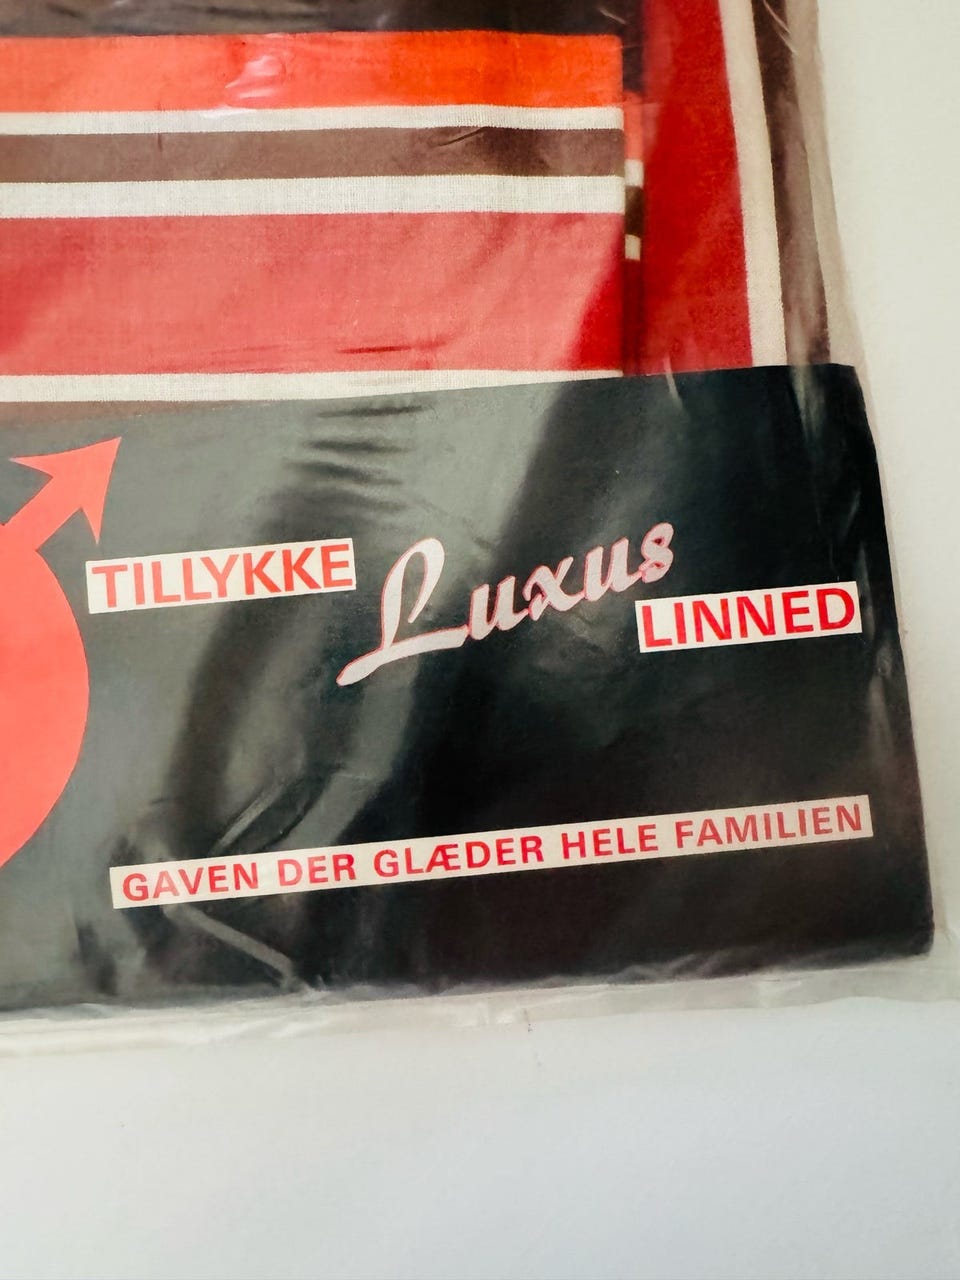 TILLYKKE Luxus LINNED
GAVEN DER GLÆDER HELE FAMILIEN